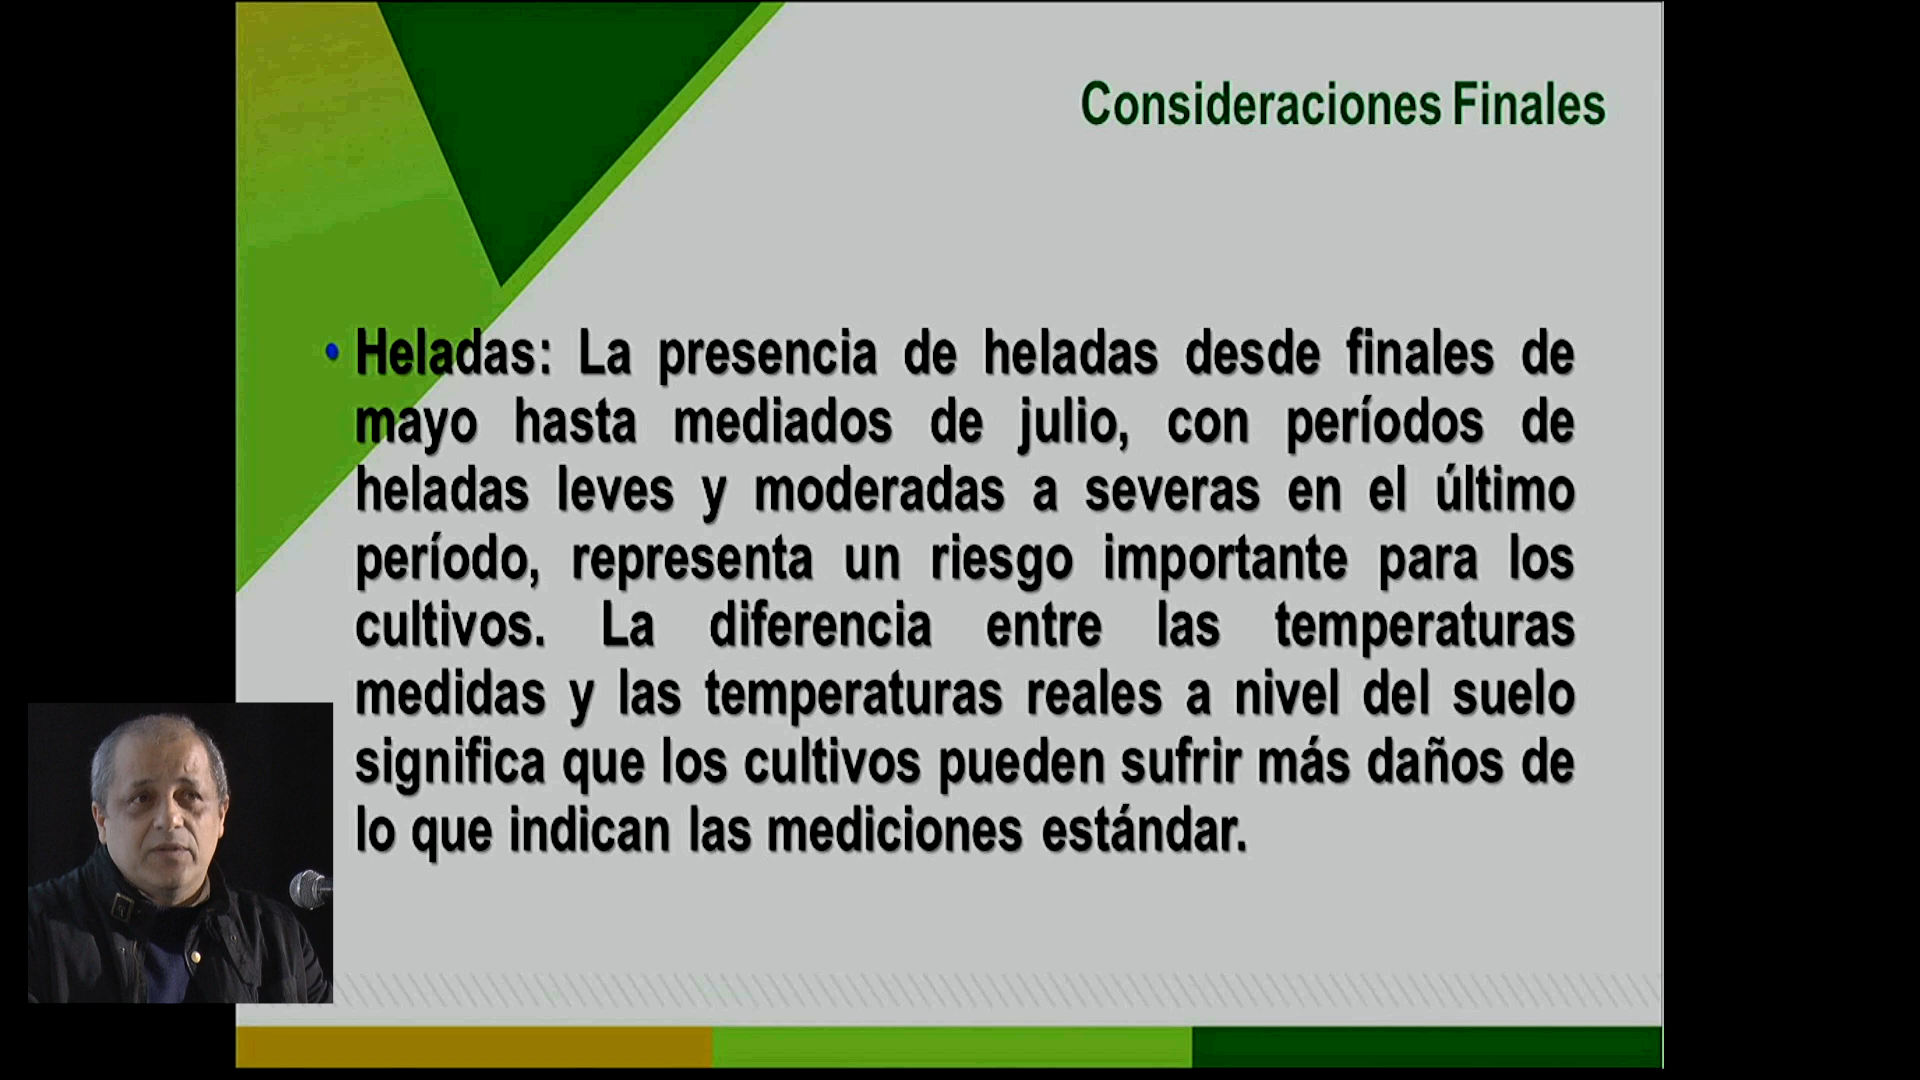 Consideraciones Finales
• Heladas: La presencia de heladas desde finales de
mayo hasta mediados de julio, con períodos de
heladas leves y moderadas a severas en el último
período, representa un riesgo importante para los
cultivos. La diferencia entre las temperaturas
medidas y las temperaturas reales a nivel del suelo
significa que los cultivos pueden sufrir más daños de
lo que indican las mediciones estándar.